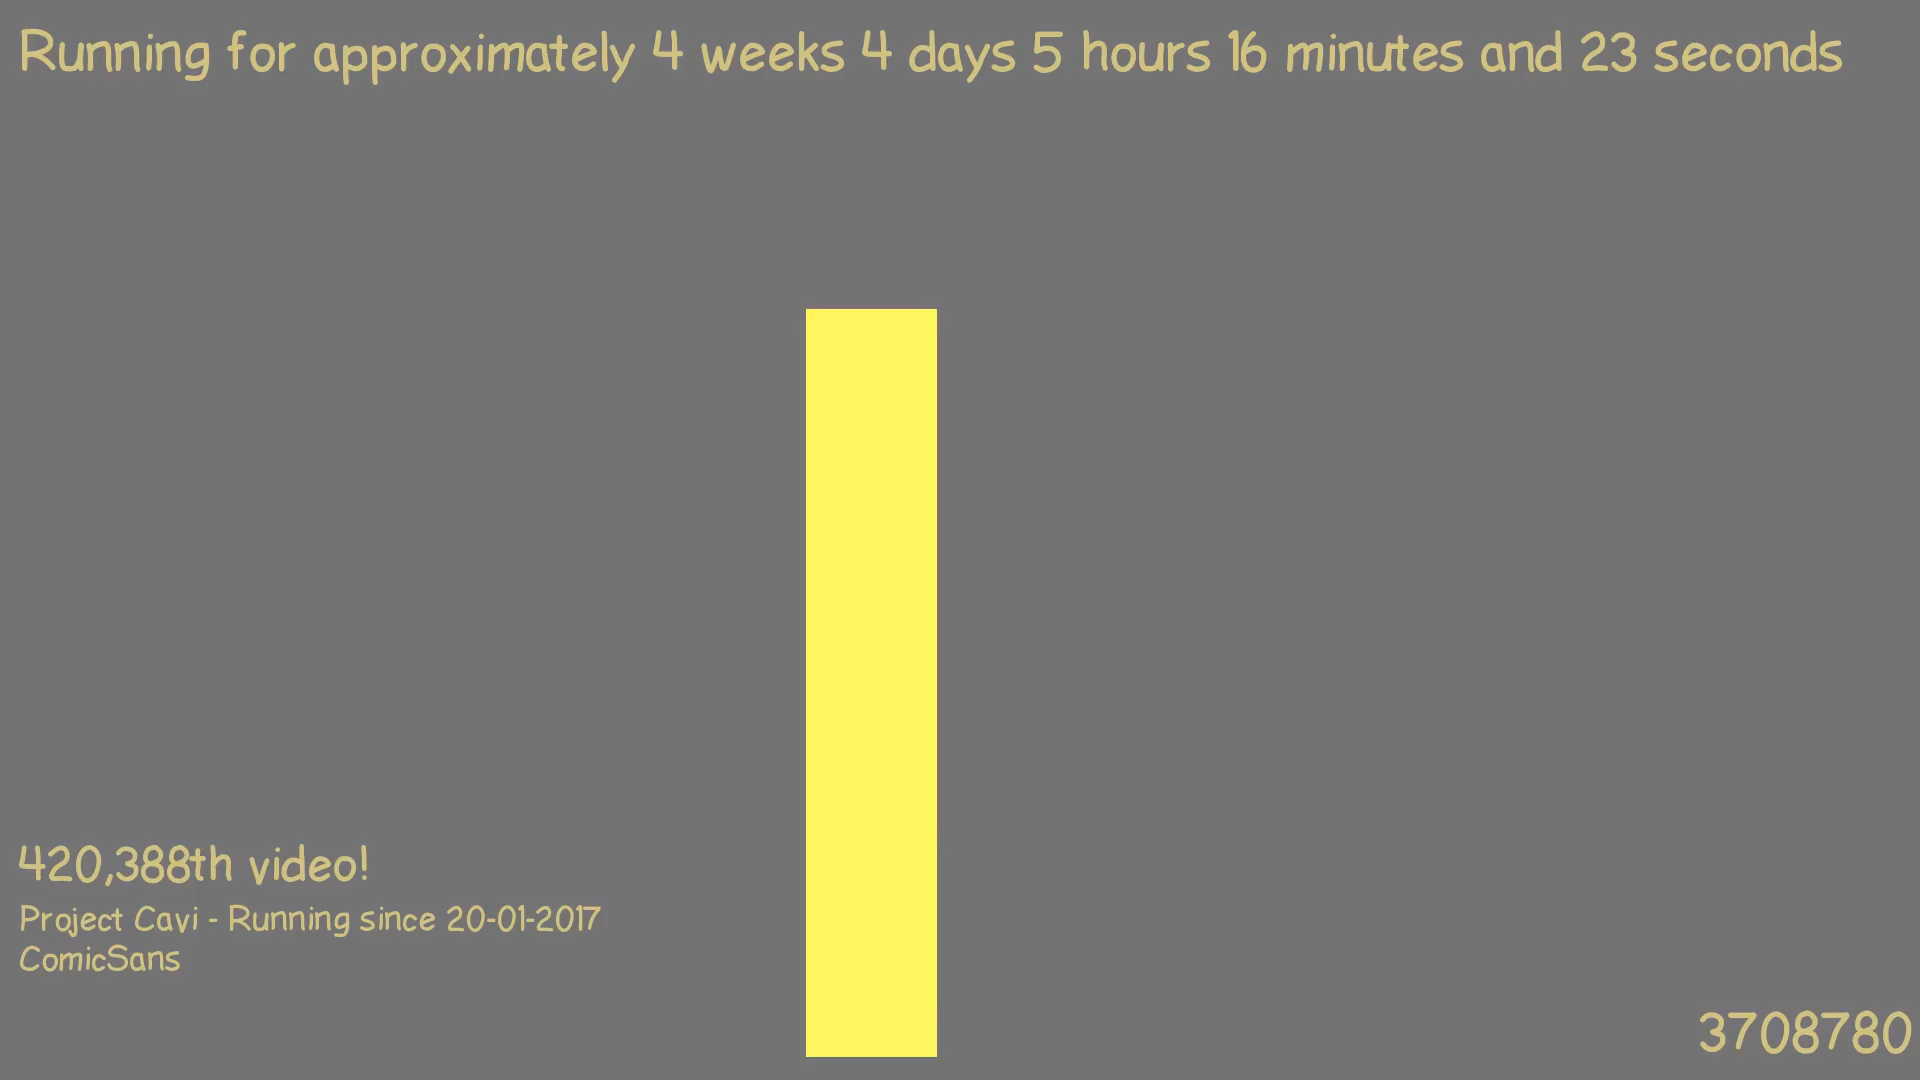 Running for approximately 4 weeks 4 days 5 hours 16 minutes and 23 seconds
420,388th video!
Project Cavi - Running since 20-01-2017
ComicSans
3708780